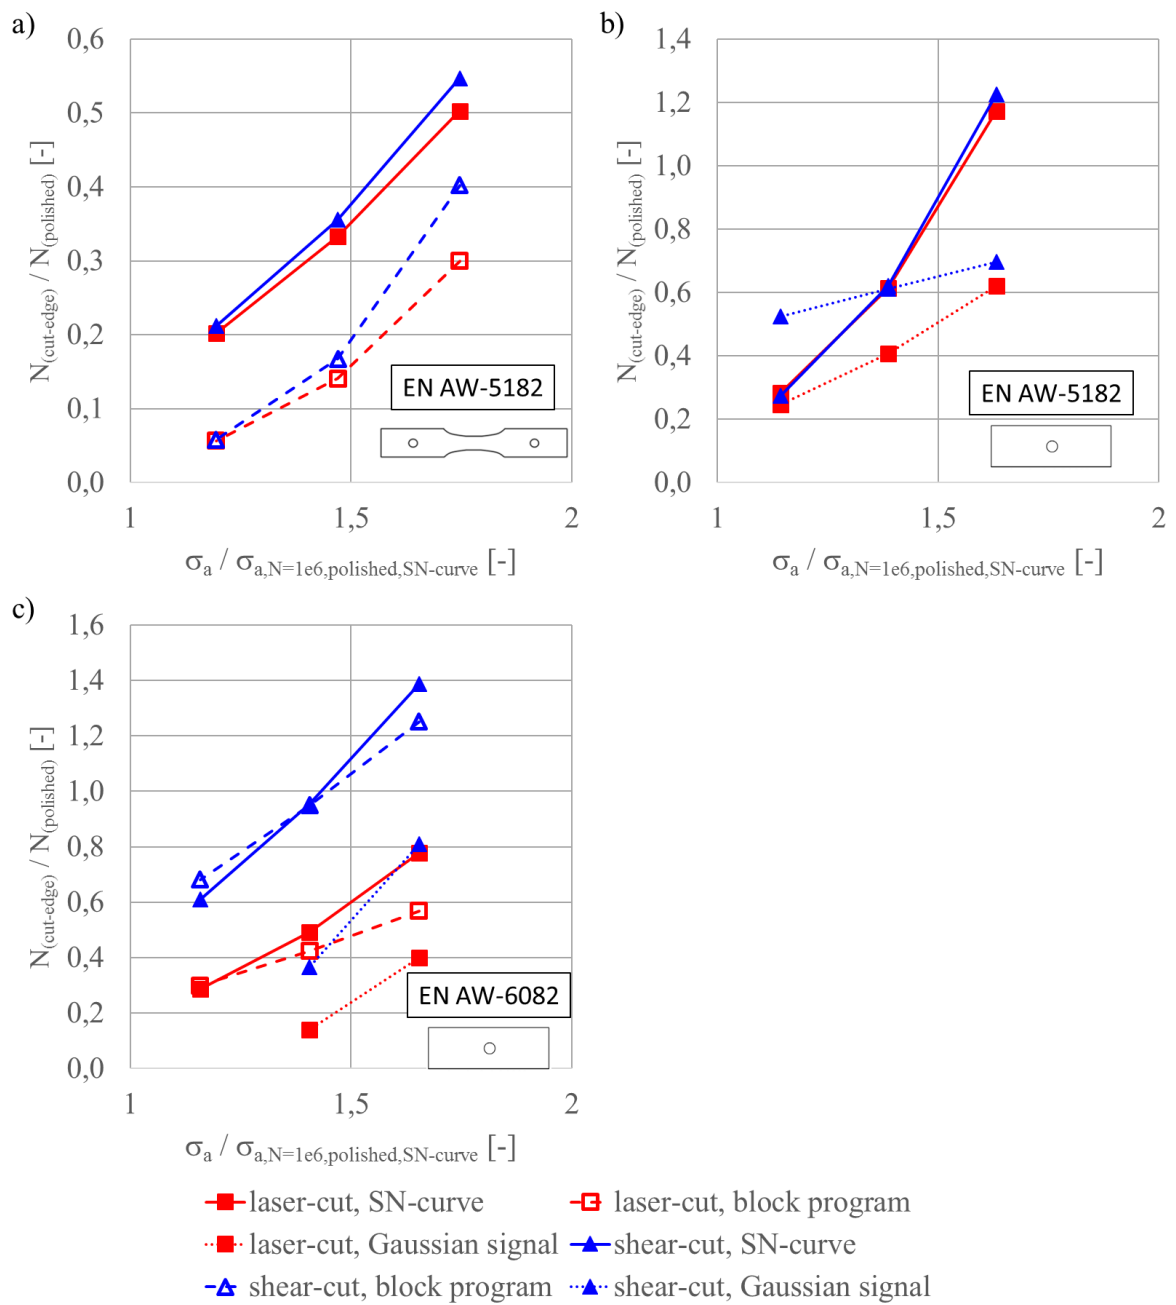 a)
0,6
0,5
0,4
0,3
0,2
0,1
0,0
N(cut-edge) / N(polished) [-]
EN AW-5182
1 1,5 2
σa / σa,N=1e6,polished,SN-curve [-]
b)
1,4
1,2
1,0
0,8
0,6
0,4
0,2
0,0
N(cut-edge) / N(polished) [-]
EN AW-5182
1 1,5 2
σa / σa,N=1e6,polished,SN-curve [-]
c)
1,6
1,4
1,2
1,0
0,8
0,6
0,4
0,2
0,0
N(cut-edge) / N(polished) [-]
EN AW-6082
1 1,5 2
σa / σa,N=1e6,polished,SN-curve [-]
laser-cut, SN-curve laser-cut, block program
laser-cut, Gaussian signal shear-cut, SN-curve
shear-cut, block program shear-cut, Gaussian signal